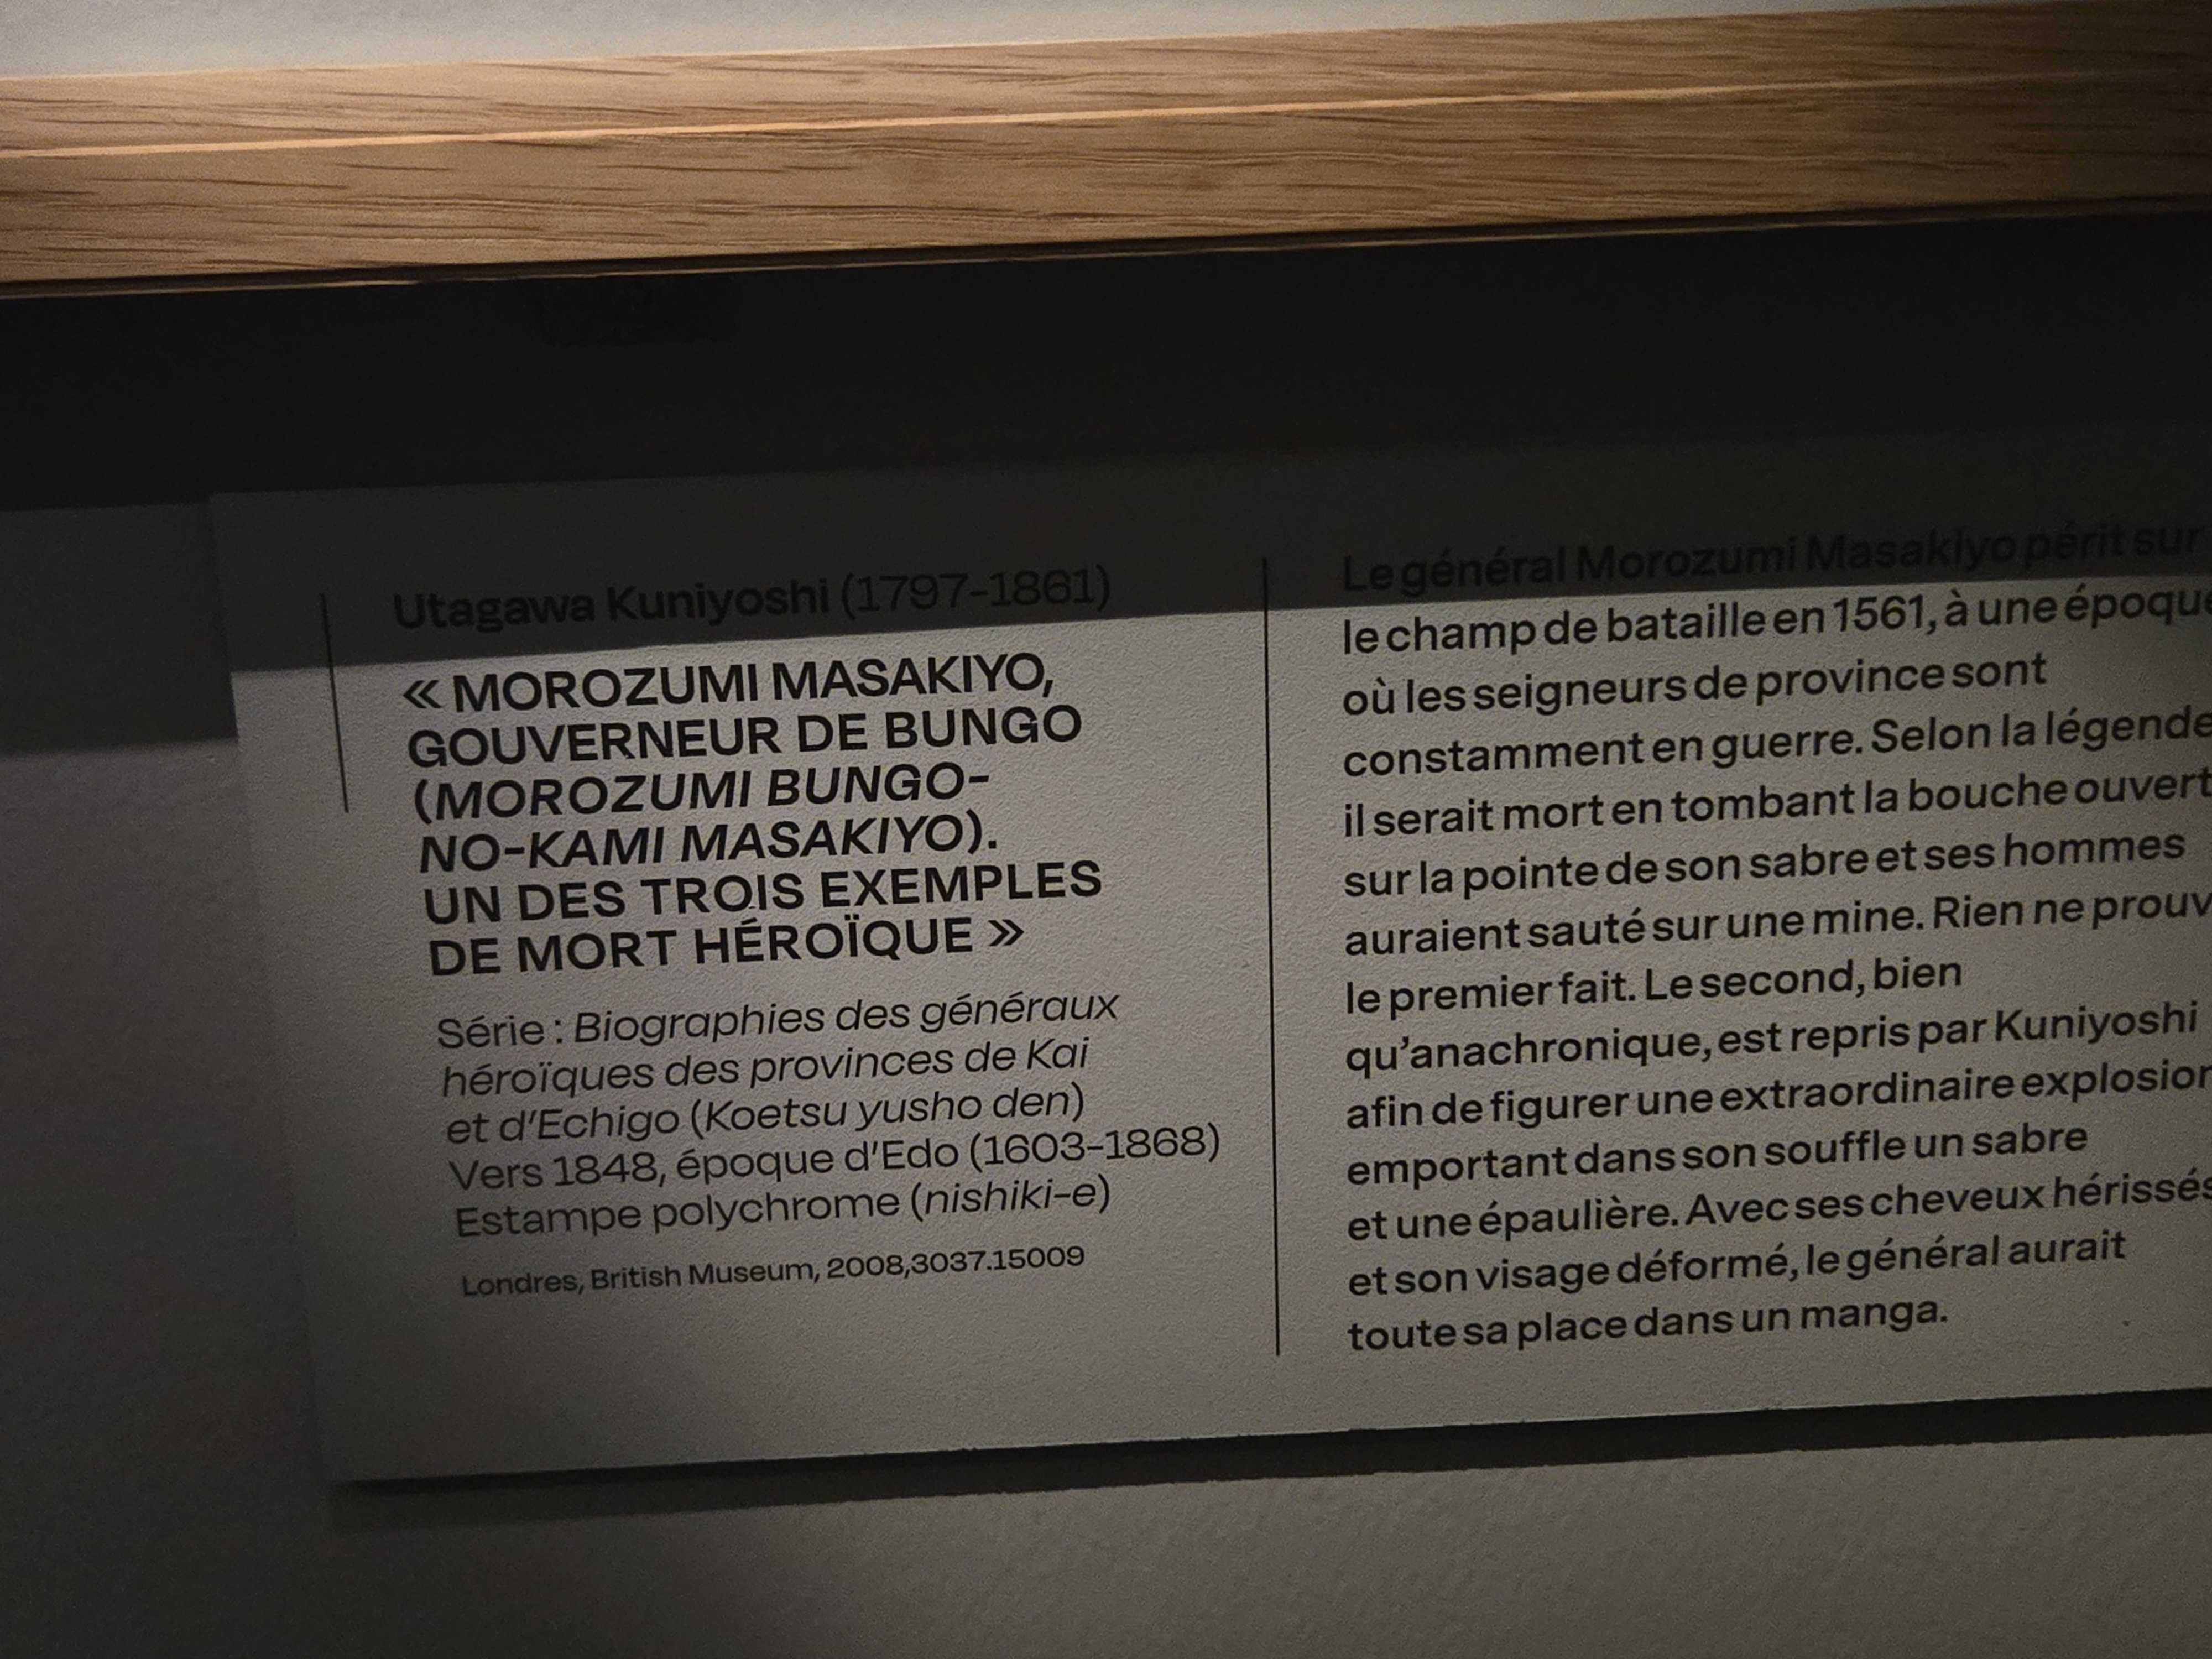 Utagawa Kuniyoshi (1797-1861)
« MOROZUMI MASAKIYO,
GOUVERNEUR DE BUNGO
(MOROZUMI BUNGO-
NO-KAMI MASAKIYO).
UN DES TROIS EXEMPLES
DE MORT HÉROÏQUE »
Série : Biographies des généraux
héroïques des provinces de Kai
et d'Echigo (Koetsu yusho den)
Vers 1848, époque d'Edo (1603-1868)
Estampe polychrome (nishiki-e)
Londres, British Museum, 2008,3037.15009
Le général Morozumi Masakiyo périt sur
le champ de bataille en 1561, à une époque
où les seigneurs de province sont
constamment en guerre. Selon la légende
il serait mort en tombant la bouche ouvert
sur la pointe de son sabre et ses hommes
auraient sauté sur une mine. Rien ne prouv
le premier fait. Le second, bien
qu'anachronique, est repris par Kuniyoshi
afin de figurer une extraordinaire explosion
emportant dans son souffle un sabre
et une épaulière. Avec ses cheveux hérissés
et son visage déformé, le général aurait
toute sa place dans un manga.